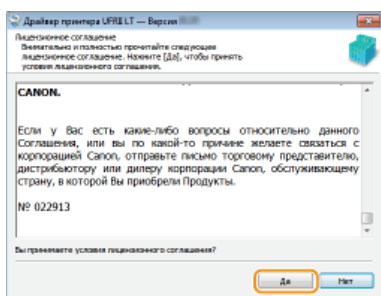 Драйвер принтера UFRII LT — Версия
Лицензионное соглашение
Внимательно и полностью прочитайте следующее
лицензионное соглашение. Нажмите [Да], чтобы принять
условия лицензионного соглашения.
CANON.
Если у Вас есть какие-либо вопросы относительно данного
Соглашения, или вы по какой-то причине желаете связаться с
корпорацией Canon, отправьте письмо торговому представителю,
дистрибьютору или дилеру корпорации Canon, обслуживающему
страну, в которой Вы приобрели Продукты.
№ 022913
Вы принимаете условия лицензионного соглашения?
Да
Нет